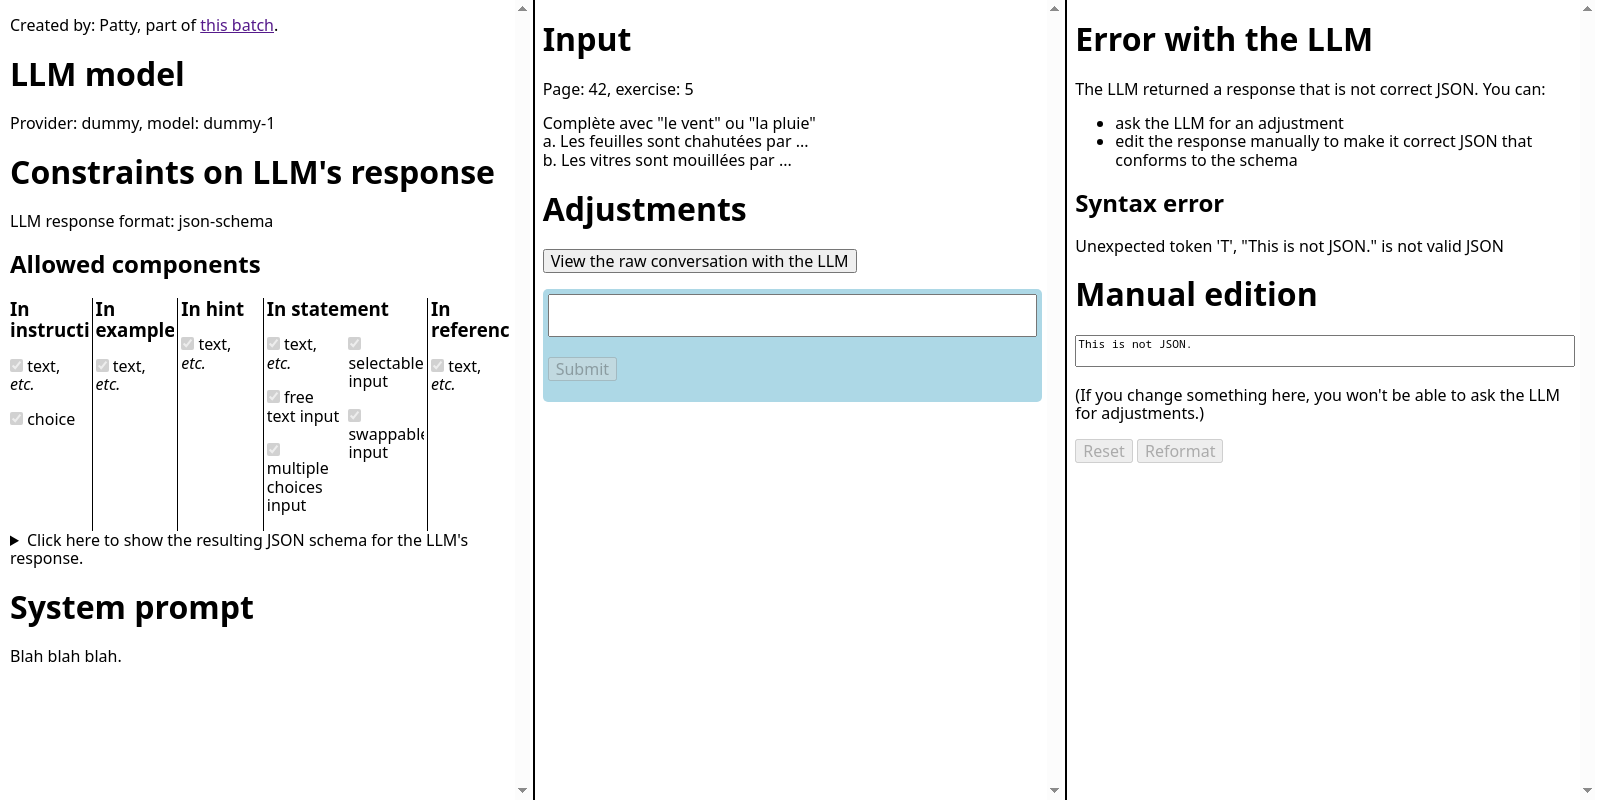 Created by: Patty, part of this batch.
LLM model
Provider: dummy, model: dummy-1
Constraints on LLM's response
LLM response format: json-schema
Allowed components
In
instructi
text,
etc.
choice
In
example
text,
etc.
In hint
text,
etc.
In statement
text,
etc.
free
text input
multiple
choices
input
selectable
input
swappable
input
In
referenc
text,
etc.
Click here to show the resulting JSON schema for the LLM's
response.
System prompt
Blah blah blah.
Input
Page: 42, exercise: 5
Complète avec "le vent" ou "la pluie"
a. Les feuilles sont chahutées par ...
b. Les vitres sont mouillées par ...
Adjustments
View the raw conversation with the LLM
Submit
Error with the LLM
The LLM returned a response that is not correct JSON. You can:
• ask the LLM for an adjustment
• edit the response manually to make it correct JSON that
conforms to the schema
Syntax error
Unexpected token 'T', "This is not JSON." is not valid JSON
Manual edition
This is not JSON.
(If you change something here, you won't be able to ask the LLM
for adjustments.)
Reset Reformat